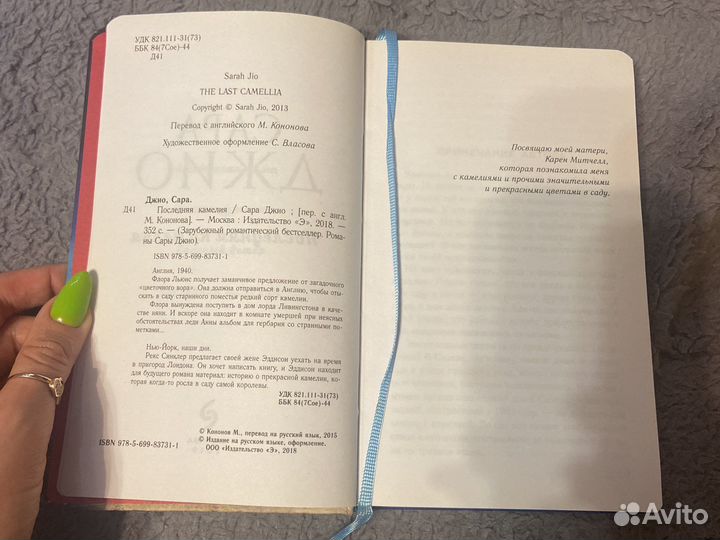 УДК 821.111-31(73)
ББК 84(7Сое)-44
Д41
Sarah Jio
THE LAST CAMELLIA
Copyright © Sarah Jio, 2013
Перевод с английского М. Кононова
Художественное оформление С. Власова
Джио, Сара.
Д41 Последняя камелия / Сара Джио ; [пер. с англ.
М. Кононова]. — Москва : Издательство «Э», 2018. —
352 с. — (Зарубежный романтический бестселлер. Рома-
ны Сары Джио).
ISBN 978-5-699-83731-1
Англия, 1940.
Флора Льюис получает заманчивое предложение от загадочного
«цветочного вора». Она должна отправиться в Англию, чтобы оты-
скать в саду старинного поместья редкий сорт камелии.
Флора вынуждена поступить в дом лорда Ливингстона в качестве
няни. И вскоре она находит в комнате умершей при неясных
обстоятельствах леди Анны альбом для гербария со странными по-
метками...
Нью-Йорк, наши дни.
Рекс Синклер предлагает своей жене Эддисон уехать на время
в пригород Лондона. Он хочет написать книгу, и Эддисон находит
для будущего романа материал: историю о прекрасной камелии, ко-
торая когда-то росла в саду самой королевы.
УДК 821.111-31(73)
ББК 84(7Сое)-44
© Кононов М., перевод на русский язык, 2015
© Издание на русском языке, оформление.
ООО «Издательство «Э», 2018
ISBN 978-5-699-83731-1
Посвящаю моей матери,
Карен Митчелл,
которая познакомила меня
с камелиями и прочими значительными
и прекрасными цветами в саду.
Avito